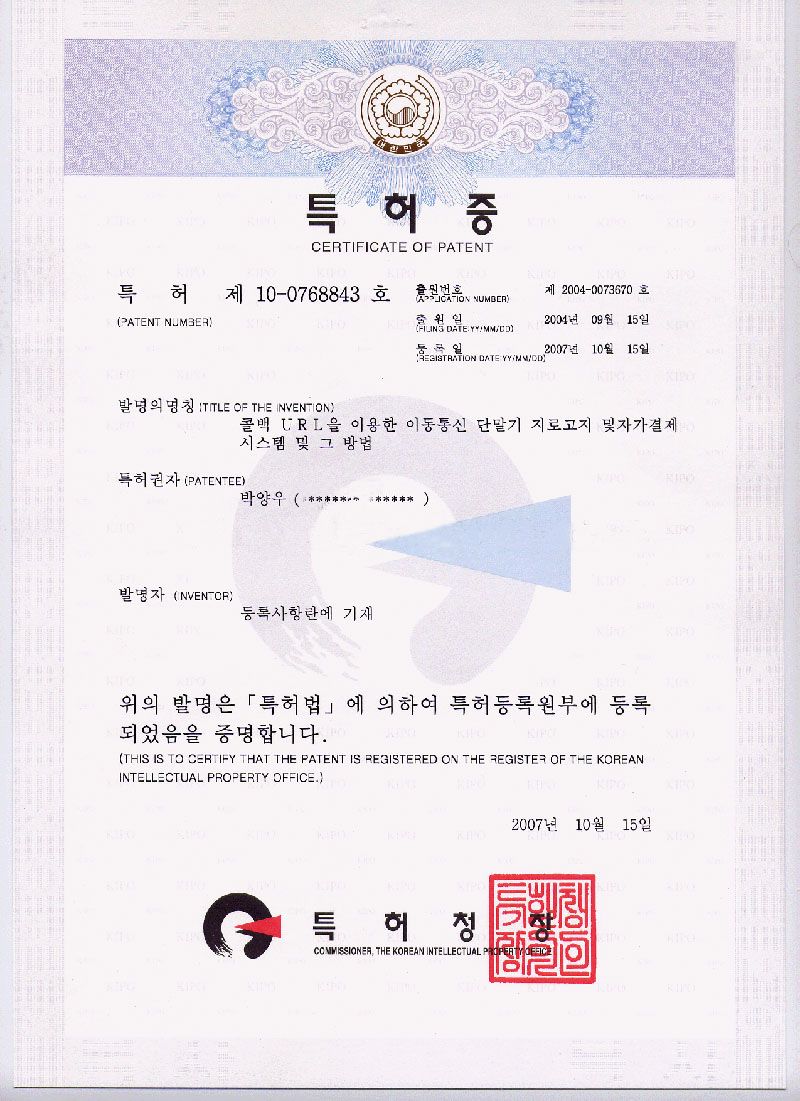 대한민국
특 허 증
CERTIFICATE OF PATENT
특 허 제 10-0768843 호
(PATENT NUMBER)
출원번호 제 2004-0073670 호
(APPLICATION NUMBER)
출 원 일 2004년 09월 15일
(FILING DATE:YY/MM/DD)
등 록 일 2007년 10월 15일
(REGISTRATION DATE:YY/MM/DD)
발명의명칭 (TITLE OF THE INVENTION)
콜백 URL을 이용한 이동통신 단말기 지로고지 및자가결제
시스템 및 그 방법
특허권자 (PATENTEE)
박양우 (******** ****** )
발명자 (INVENTOR)
등록사항란에 기재
위의 발명은 「특허법」에 의하여 특허등록원부에 등록
되었음을 증명합니다.
(THIS IS TO CERTIFY THAT THE PATENT IS REGISTERED ON THE REGISTER OF THE KOREAN
INTELLECTUAL PROPERTY OFFICE.)
2007년 10월 15일
특 허 청 장
COMMISSIONER, THE KOREAN INTELLECTUAL PROPERTY OFFICE